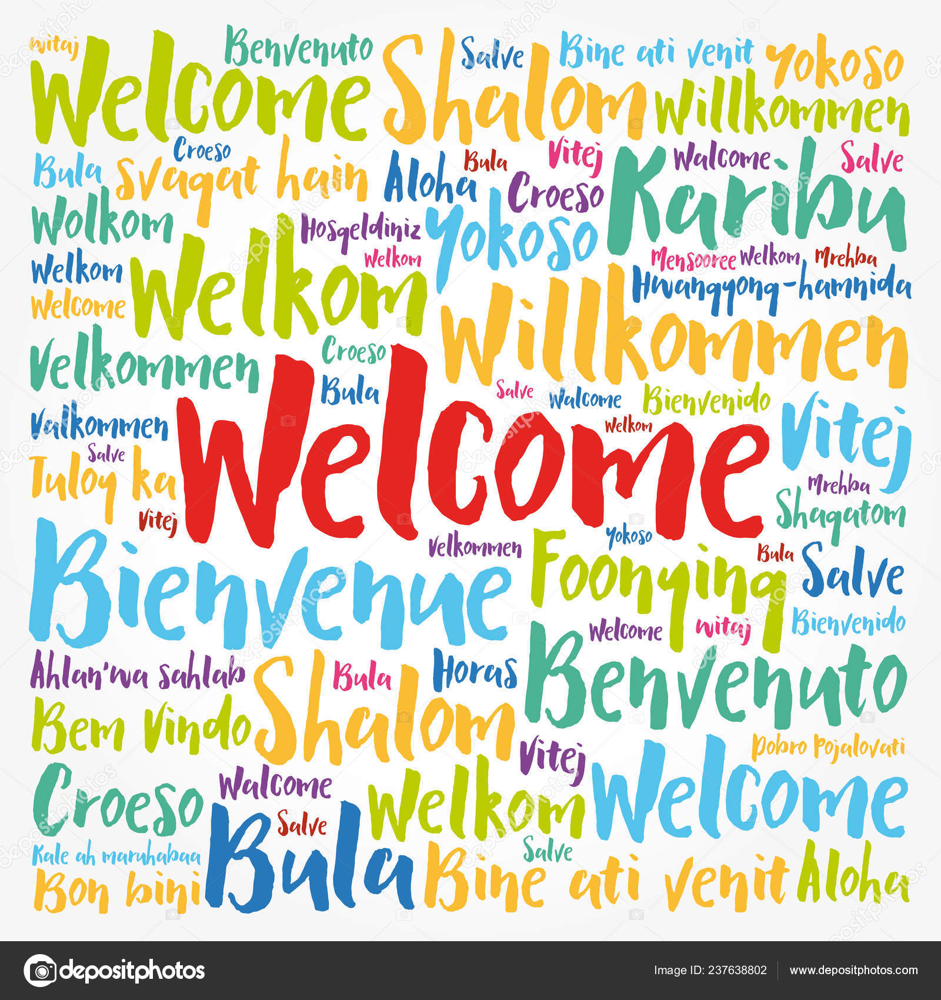 witaj
Benvenuto
Salve
Bine ati venit
Yokoso
Welcome
Shalom
Willkommen
Croeso
Bula
Vitej
Walcome
Salve
Bula
Svagat hain
Aloha
Croeso
Karibu
Wolkom
Hosgeldiniz
Yokoso
Welkom
Welkom
Welkom
Mensooree
Welkom
Mrehba
Hwangyong-hamnida
Welcome
Willkommen
Velkommen
Croeso
Bula
Salve
Walcome
Bienvenido
Vitej
Valkommen
Welcome
Welkom
Salve
Tuloy ka
Mrehba
Shagatom
Vitej
Velkommen
Yokoso
Bula
Salve
Bienvenue
Foonying
Bienvenido
Welcome
witaj
Ahlan'wa sahlab
Shalom
Bula
Horas
Benvenuto
Bem Vindo
Vitej
Dobro Pojalovati
Croeso
Walcome
Welkom
Welcome
Salve
Bula
Salve
Kale ah maruhabaa
Bon bini
Bine ati venit
Aloha
depositphotos
Image ID: 237638802
www.depositphotos.com